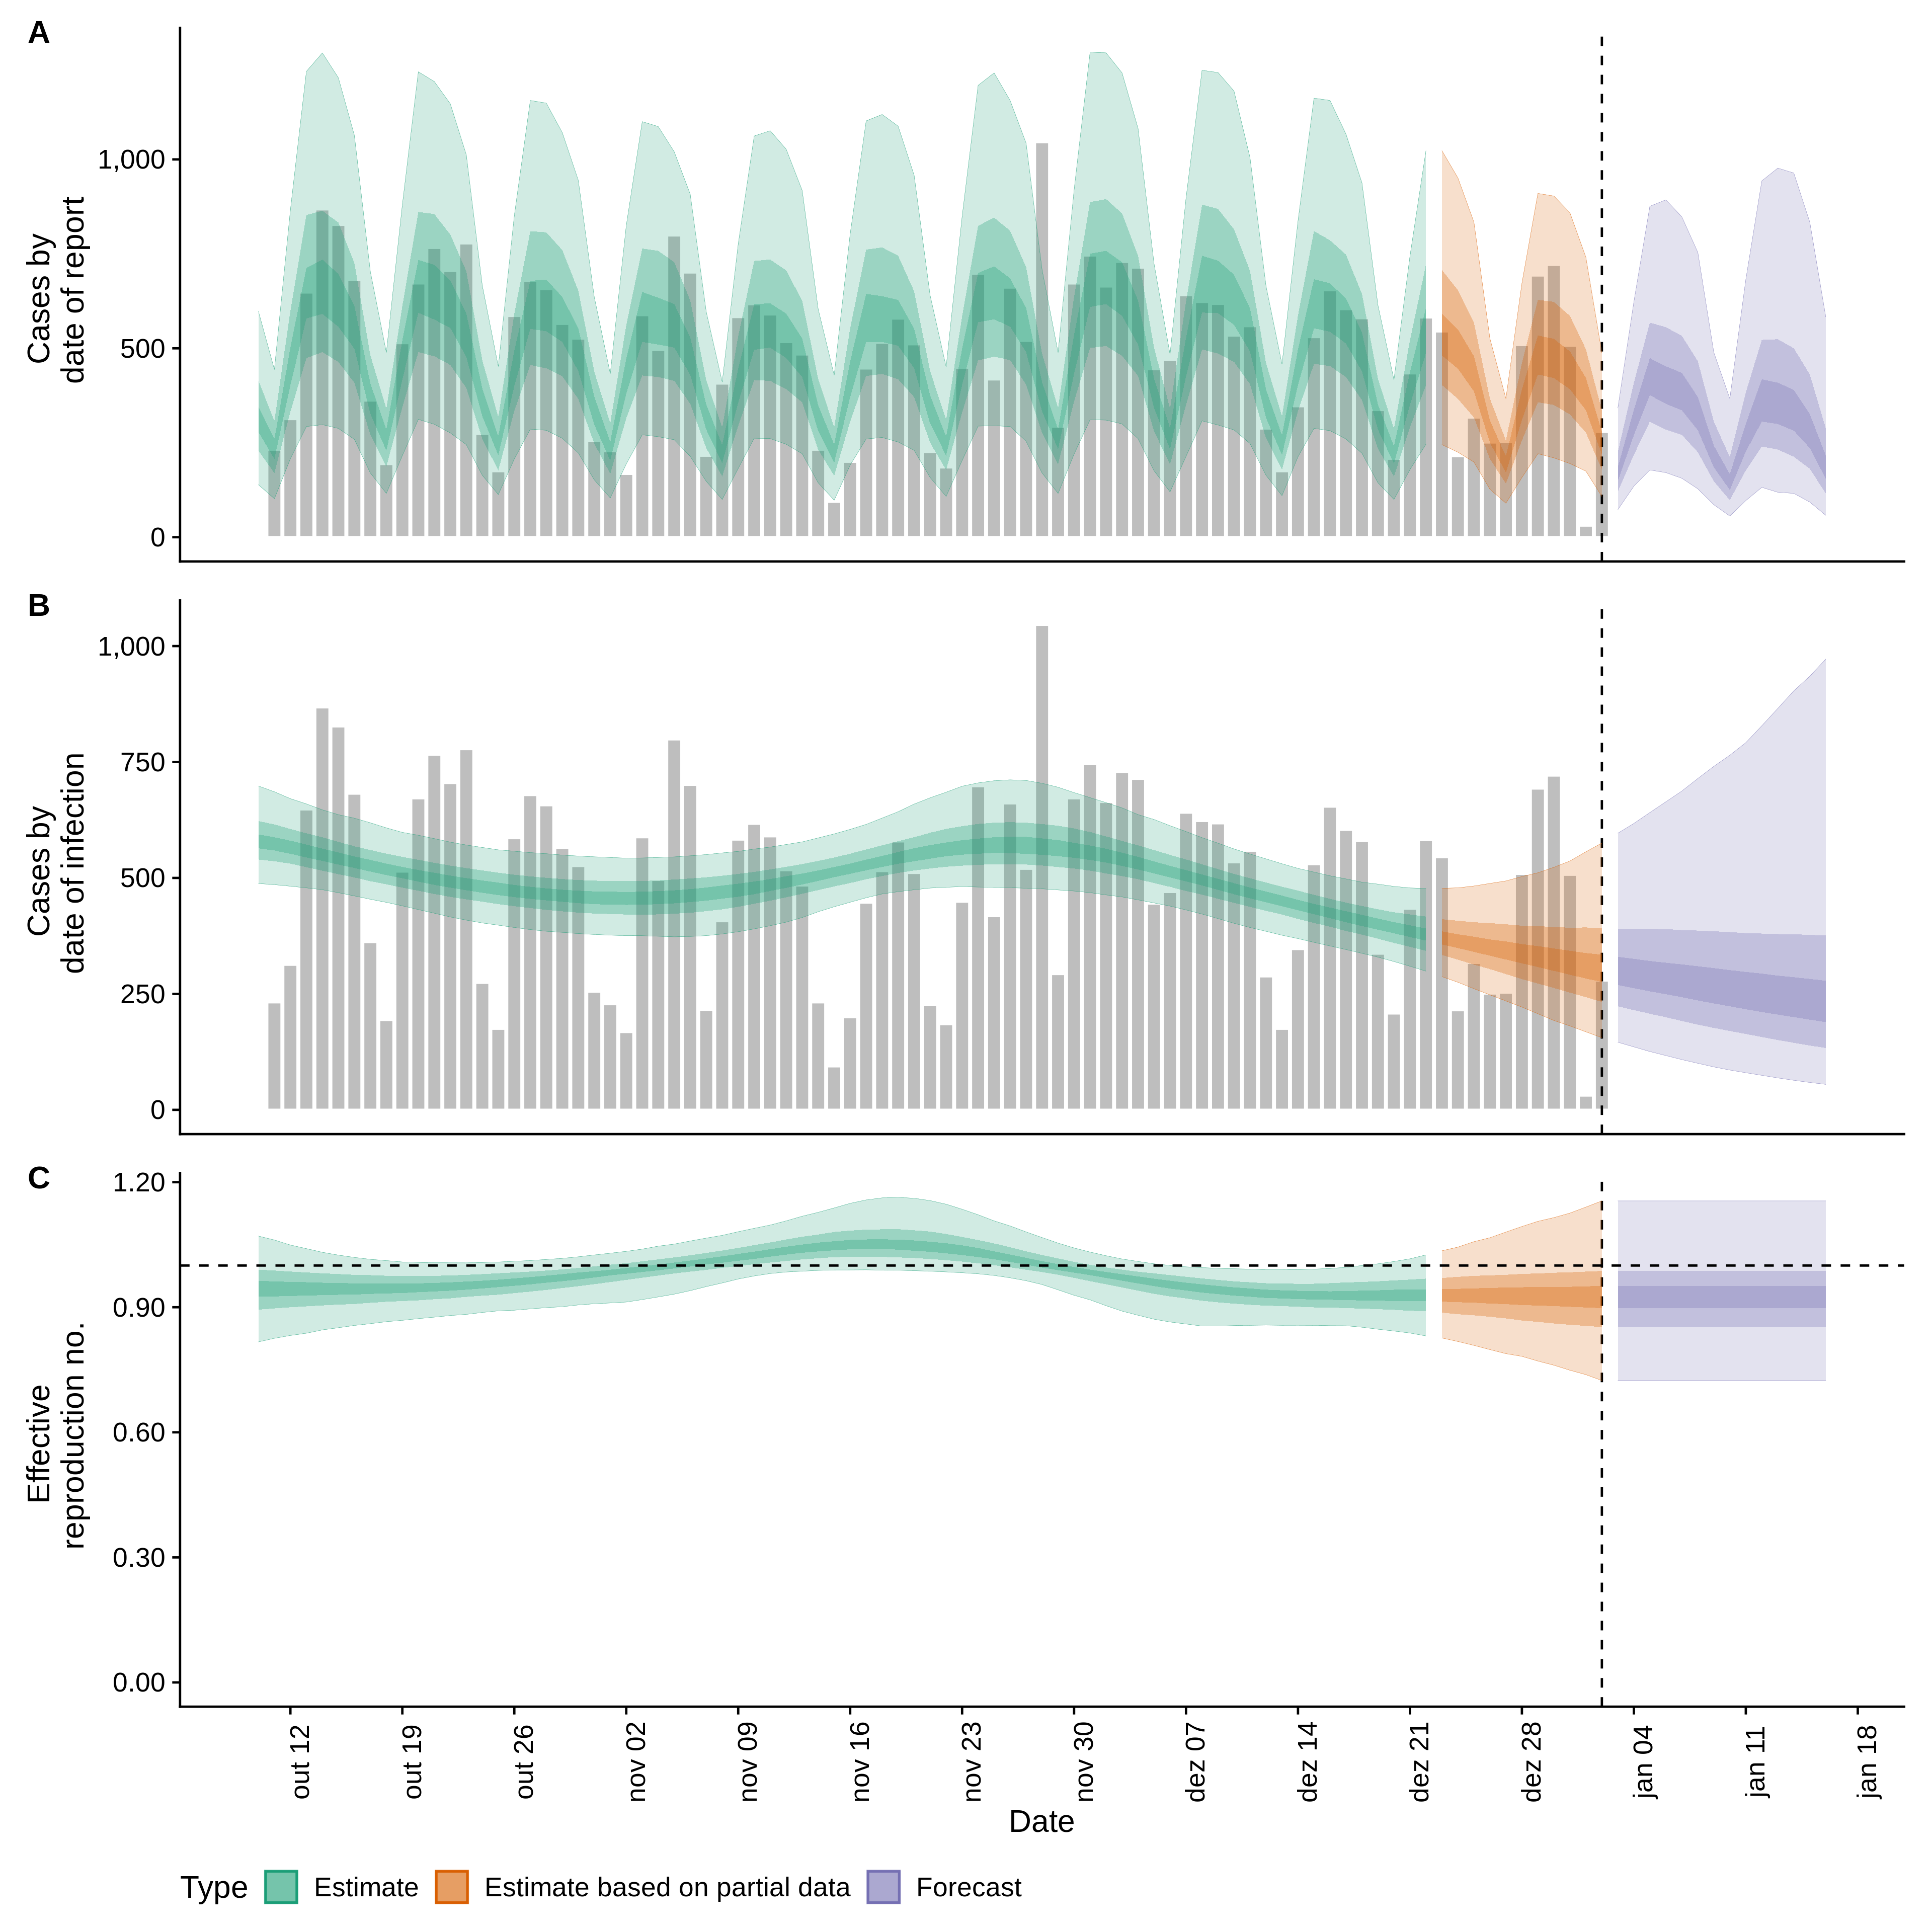 A
Cases by
date of report
1,000
500
0
B
Cases by
date of infection
1,000
750
500
250
0
C
Effective
reproduction no.
1.20
0.90
0.60
0.30
0.00
out 12
out 19
out 26
nov 02
nov 09
nov 16
nov 23
nov 30
dez 07
dez 14
dez 21
dez 28
jan 04
jan 11
jan 18
Date
Type
Estimate
Estimate based on partial data
Forecast